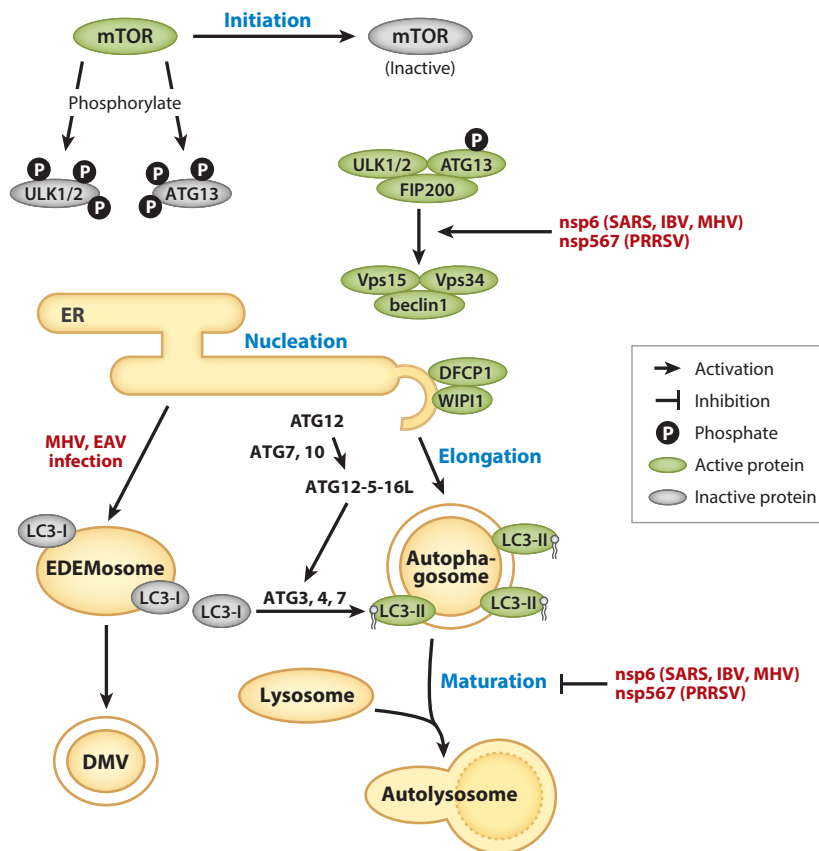 Initiation
mTOR
mTOR
(Inactive)
Phosphorylate
P
P
P
ULK1/2
P
P
P
ATG13
P
ULK1/2
ATG13
FIP200
nsp6 (SARS, IBV, MHV)
nsp567 (PRRSV)
Vps15
Vps34
beclin1
ER
Nucleation
DFCP1
WIPI1
Activation
Inhibition
P
Phosphate
Active protein
Inactive protein
MHV, EAV
infection
ATG12
ATG7, 10
ATG12-5-16L
Elongation
LC3-I
EDEMosome
LC3-I
LC3-I
ATG3, 4, 7
Autopha-
gosome
LC3-II
LC3-II
LC3-II
Maturation
nsp6 (SARS, IBV, MHV)
nsp567 (PRRSV)
Lysosome
DMV
Autolysosome